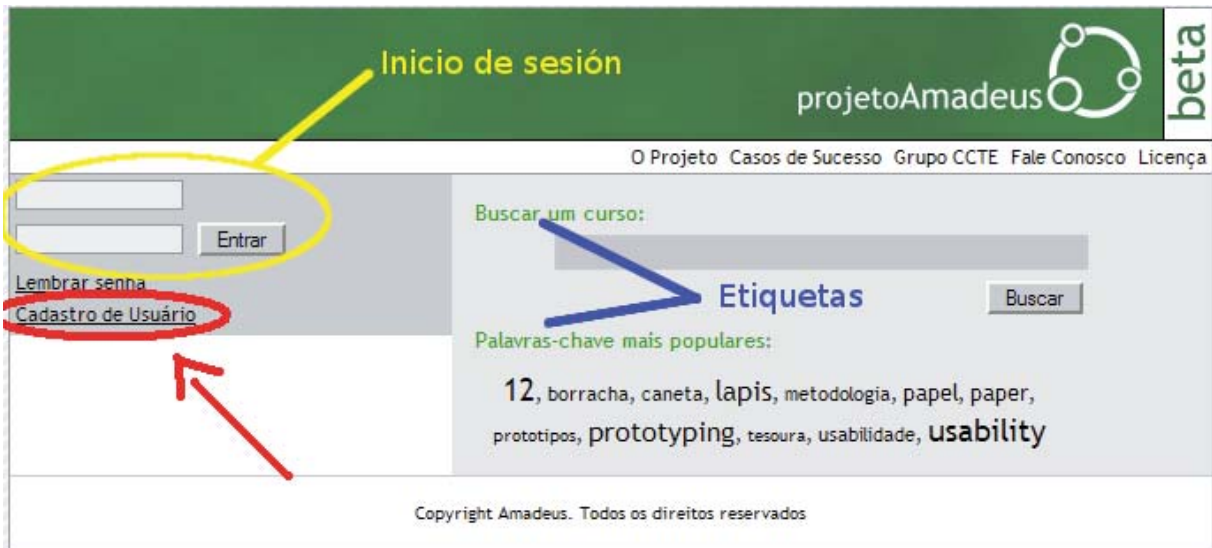 Inicio de sesión
projetoAmadeus
beta
O Projeto Casos de Sucesso Grupo CCTE Fale Conosco Licença
Entrar
Lembrar senha
Cadastro de Usuário
Buscar um curso:
Etiquetas
Buscar
Palavras-chave mais populares:
12, borracha, caneta, lapis, metodologia, papel, paper,
prototipos, prototyping, tesoura, usabilidade, usability
Copyright Amadeus. Todos os direitos reservados